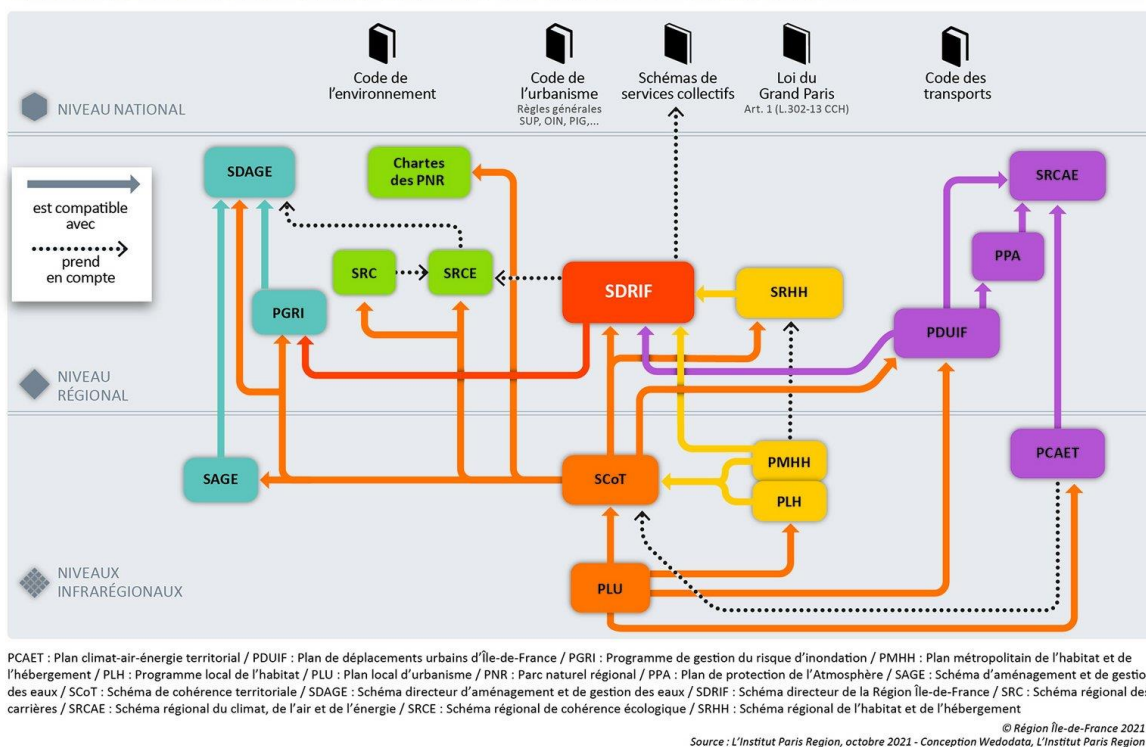 Code de
l'environnement
Code de
l'urbanisme
Règles générales
SUP, OIN, PIG,...
Schémas de
services collectifs
Loi du
Grand Paris
Art. 1 (L.302-13 CCH)
Code des
transports
NIVEAU NATIONAL
SDAGE
Chartes
des PNR
SRCAE
est compatible
avec
prend
en compte
PPA
SRC
SRCE
SDRIF
SRHH
PGRI
PDUIF
NIVEAU
RÉGIONAL
SAGE
SCoT
PMHH
PLH
PCAET
NIVEAUX
INFRARÉGIONAUX
PLU
PCAET : Plan climat-air-énergie territorial / PDUIF : Plan de déplacements urbains d'Île-de-France / PGRI : Programme de gestion du risque d'inondation / PMHH : Plan métropolitain de l'habitat et de
l'hébergement / PLH : Programme local de l'habitat / PLU : Plan local d'urbanisme / PNR : Parc naturel régional / PPA : Plan de protection de l'Atmosphère / SAGE : Schéma d'aménagement et de gestio
des eaux / SCoT : Schéma de cohérence territoriale / SDAGE : Schéma directeur d'aménagement et de gestion des eaux / SDRIF : Schéma directeur de la Région Île-de-France / SRC : Schéma régional des
carrières / SRCAE : Schéma régional du climat, de l'air et de l'énergie / SRCE : Schéma régional de cohérence écologique / SRHH : Schéma régional de l'habitat et de l'hébergement
© Région Île-de-France 2021
Source : L'Institut Paris Region, octobre 2021 - Conception Wedodata, L'Institut Paris Region